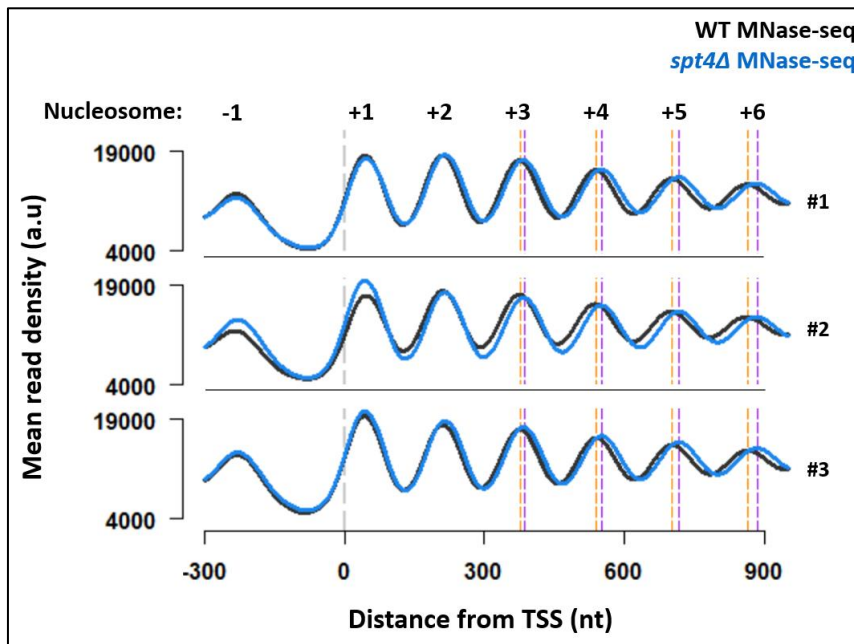 WT MNase-seq
spt4Δ MNase-seq
Nucleosome: -1 +1 +2 +3 +4 +5 +6
19000
#1
4000
19000
#2
4000
19000
#3
4000
Mean read density (a.u)
-300 0 300 600 900
Distance from TSS (nt)